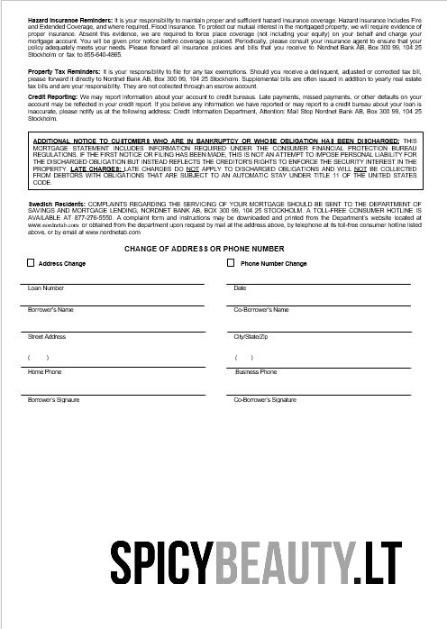 Hazard Insurance Reminders: It is your responsibility to maintain proper and sufficient hazard insurance coverage. Hazard insurance includes Fire
and Extended Coverage, and where required, Flood insurance. To protect our mutual interest in the mortgaged property, we will require evidence of
proper insurance. Absent this evidence, we are required to force place coverage (not including your equity) on your behalf and charge your
mortgage account. You will be given prior notice before coverage is placed. Periodically, please consult your insurance agent to ensure that your
policy adequately meets your needs. Please forward all insurance policies and bills that you receive to Nordnet Bank AB, Box 300 99, 104 25
Stockholm or fax to 855-640-4865.
Property Tax Reminders: It is your responsibility to file for any tax exemptions. Should you receive a delinquent, adjusted or corrected tax bill,
please forward it directly to Nordnet Bank AB, Box 300 99, 104 25 Stockholm. Supplemental bills are often issued in addition to yearly real estate
tax bills and are your responsibility. They are not collected through an escrow account.
Credit Reporting: We may report information about your account to credit bureaus. Late payments, missed payments, or other defaults on your
account may be reflected in your credit report. If you believe any information we have reported or may report to a credit bureau about your loan is
inaccurate, please notify us at the following address: Credit Information Department, Attention: Mail Stop Nordnet Bank AB, Box 300 99, 104 25
Stockholm.
ADDITIONAL NOTICE TO CUSTOMERS WHO ARE IN BANKRUPTCY OR WHOSE OBLIGATION HAS BEEN DISCHARGED: THIS
MORTGAGE STATEMENT INCLUDES INFORMATION REQUIRED UNDER THE CONSUMER FINANCIAL PROTECTION BUREAU
REGULATIONS. IF THE FIRST NOTICE OR FILING HAS BEEN MADE, THIS IS NOT AN ATTEMPT TO IMPOSE PERSONAL LIABILITY FOR
THE DISCHARGED OBLIGATION BUT INSTEAD REFLECTS THE CREDITOR'S RIGHTS TO ENFORCE THE SECURITY INTEREST IN THE
PROPERTY. LATE CHARGES: LATE CHARGES DO NOT APPLY TO DISCHARGED OBLIGATIONS AND WILL NOT BE COLLECTED
FROM DEBTORS WITH OBLIGATIONS THAT ARE SUBJECT TO AN AUTOMATIC STAY UNDER TITLE 11 OF THE UNITED STATES
CODE.
Swedish Residents: COMPLAINTS REGARDING THE SERVICING OF YOUR MORTGAGE SHOULD BE SENT TO THE DEPARTMENT OF
SAVINGS AND MORTGAGE LENDING, NORDNET BANK AB, BOX 300 99, 104 25 STOCKHOLM. A TOLL-FREE CONSUMER HOTLINE IS
AVAILABLE AT 877-276-5550. A complaint form and instructions may be downloaded and printed from the Department's website located at
www.nordnetab.com or obtained from the department upon request by mail at the address above, by telephone at its toll-free consumer hotline listed
above, or by email at www.nordnetab.com
CHANGE OF ADDRESS OR PHONE NUMBER
Address Change Phone Number Change
Loan Number Date
Borrower's Name Co-Borrower's Name
Street Address City/State/Zip
( ) ( )
Home Phone Business Phone
Borrower's Signaure Co-Borrower's Signature
SPICYBEAUTY.LT